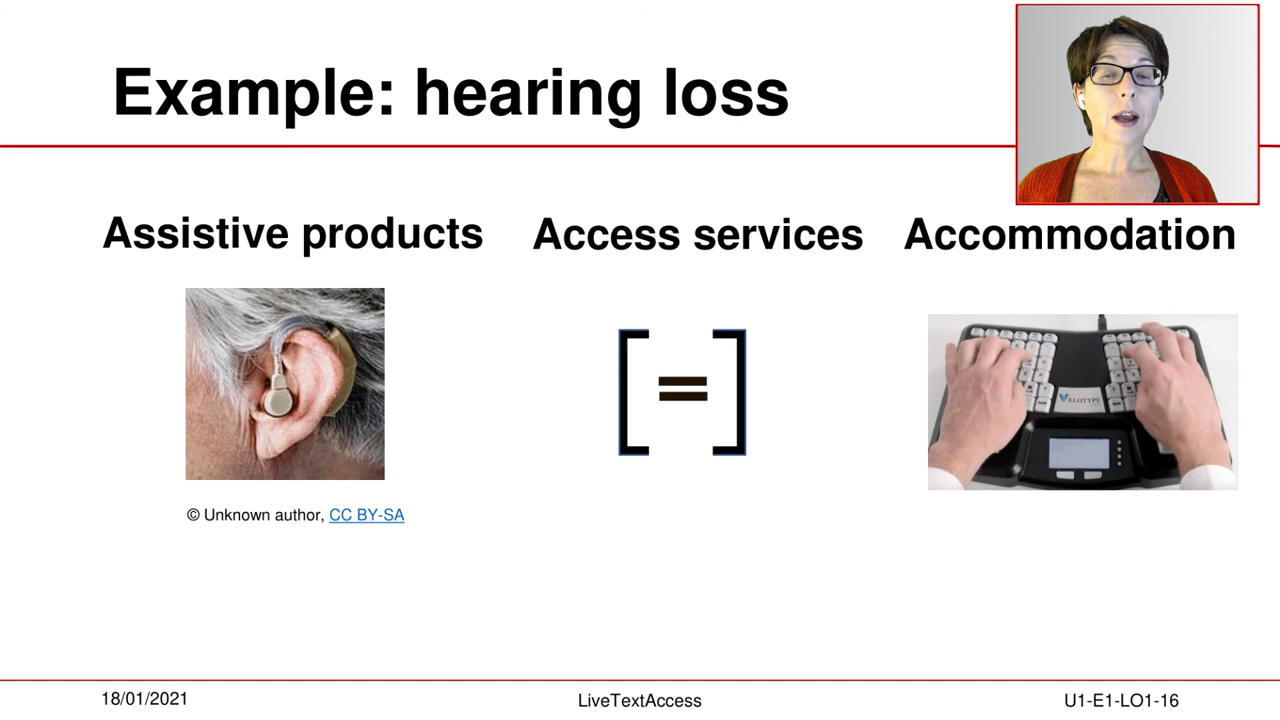 Example: hearing loss
Assistive products
Access services
Accommodation
[=]
VELOTYPE
© Unknown author, CC BY-SA
18/01/2021
LiveTextAccess
U1-E1-LO1-16